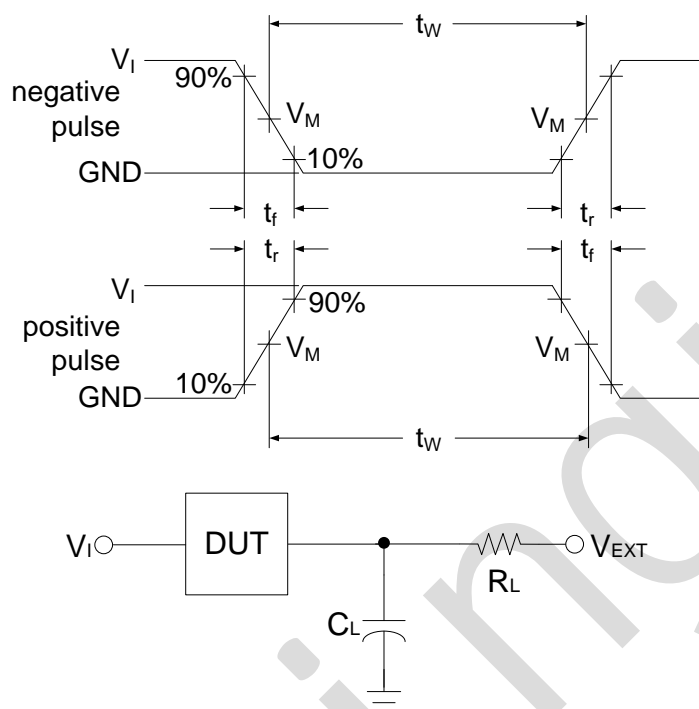 tW
VI
90%
negative
pulse
VM
VM
10%
GND
tf
tr
tr
tf
VI
90%
positive
pulse
VM
VM
10%
GND
tW
VI
DUT
VEXT
RL
CL